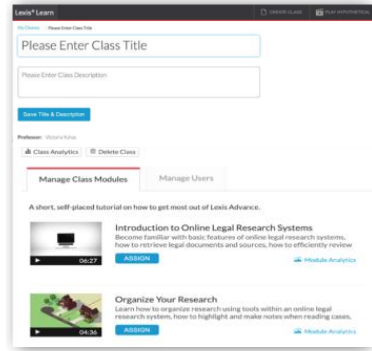 Lexis® Learn
CREATE CLASS
PLAY HYPOTHETICAL
My Classes
Please Enter Class Title
Please Enter Class Title
Please Enter Class Description
Save Title & Description
Professor: Victoria
Class Analytics
Delete Class
Manage Class Modules
Manage Users
A short, self-placed tutorial on how to get most out of Lexis Advance.
Introduction to Online Legal Research Systems
Become familiar with basic features of online legal research systems,
how to retrieve legal documents and sources, how to efficiently review
06:27
ASSIGN
Module Analytics
Organize Your Research
Learn how to organize research using tools within an online legal
research system, how to highlight and make notes when reading cases,
04:36
ASSIGN
Module Analytics